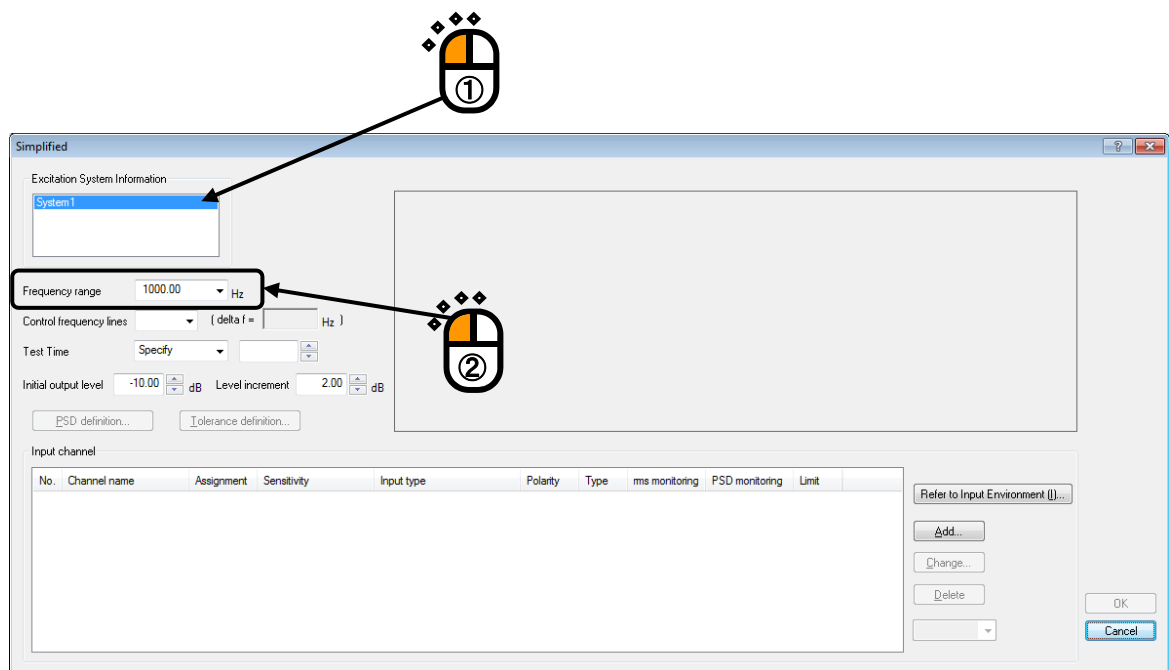 ①
Simplified
?
Excitation System Information
System1
Frequency range 1000.00 Hz
Control frequency lines ( delta f = Hz )
②
Test Time Specify
Initial output level -10.00 dB Level increment 2.00 dB
PSD definition... Tolerance definition...
Input channel
No. Channel name Assignment Sensitivity Input type Polarity Type rms monitoring PSD monitoring Limit
Refer to Input Environment (I)...
Add...
Change...
Delete
OK
Cancel